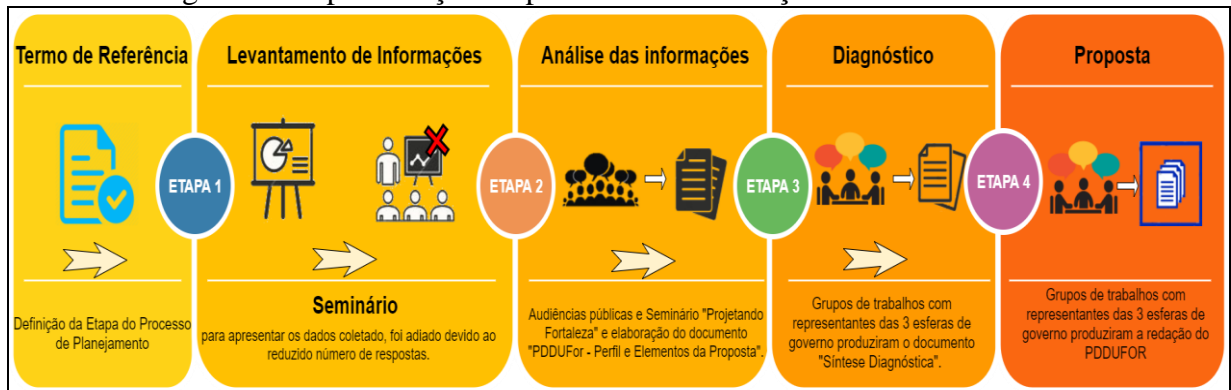 Termo de Referência
Levantamento de Informações
Análise das informações
Diagnóstico
Proposta
ETAPA 1
ETAPA 2
ETAPA 3
ETAPA 4
Definição da Etapa do Processo
de Planejamento
Seminário
para apresentar os dados coletado, foi adiado devido ao
reduzido número de respostas.
Audiências públicas e Seminário "Projetando
Fortaleza" e elaboração do documento
"PDDUFor - Perfil e Elementos da Proposta".
Grupos de trabalhos com
representantes das 3 esferas de
governo produziram o documento
"Síntese Diagnóstica".
Grupos de trabalhos com
representantes das 3 esferas de
governo produziram a redação do
PDDUFOR